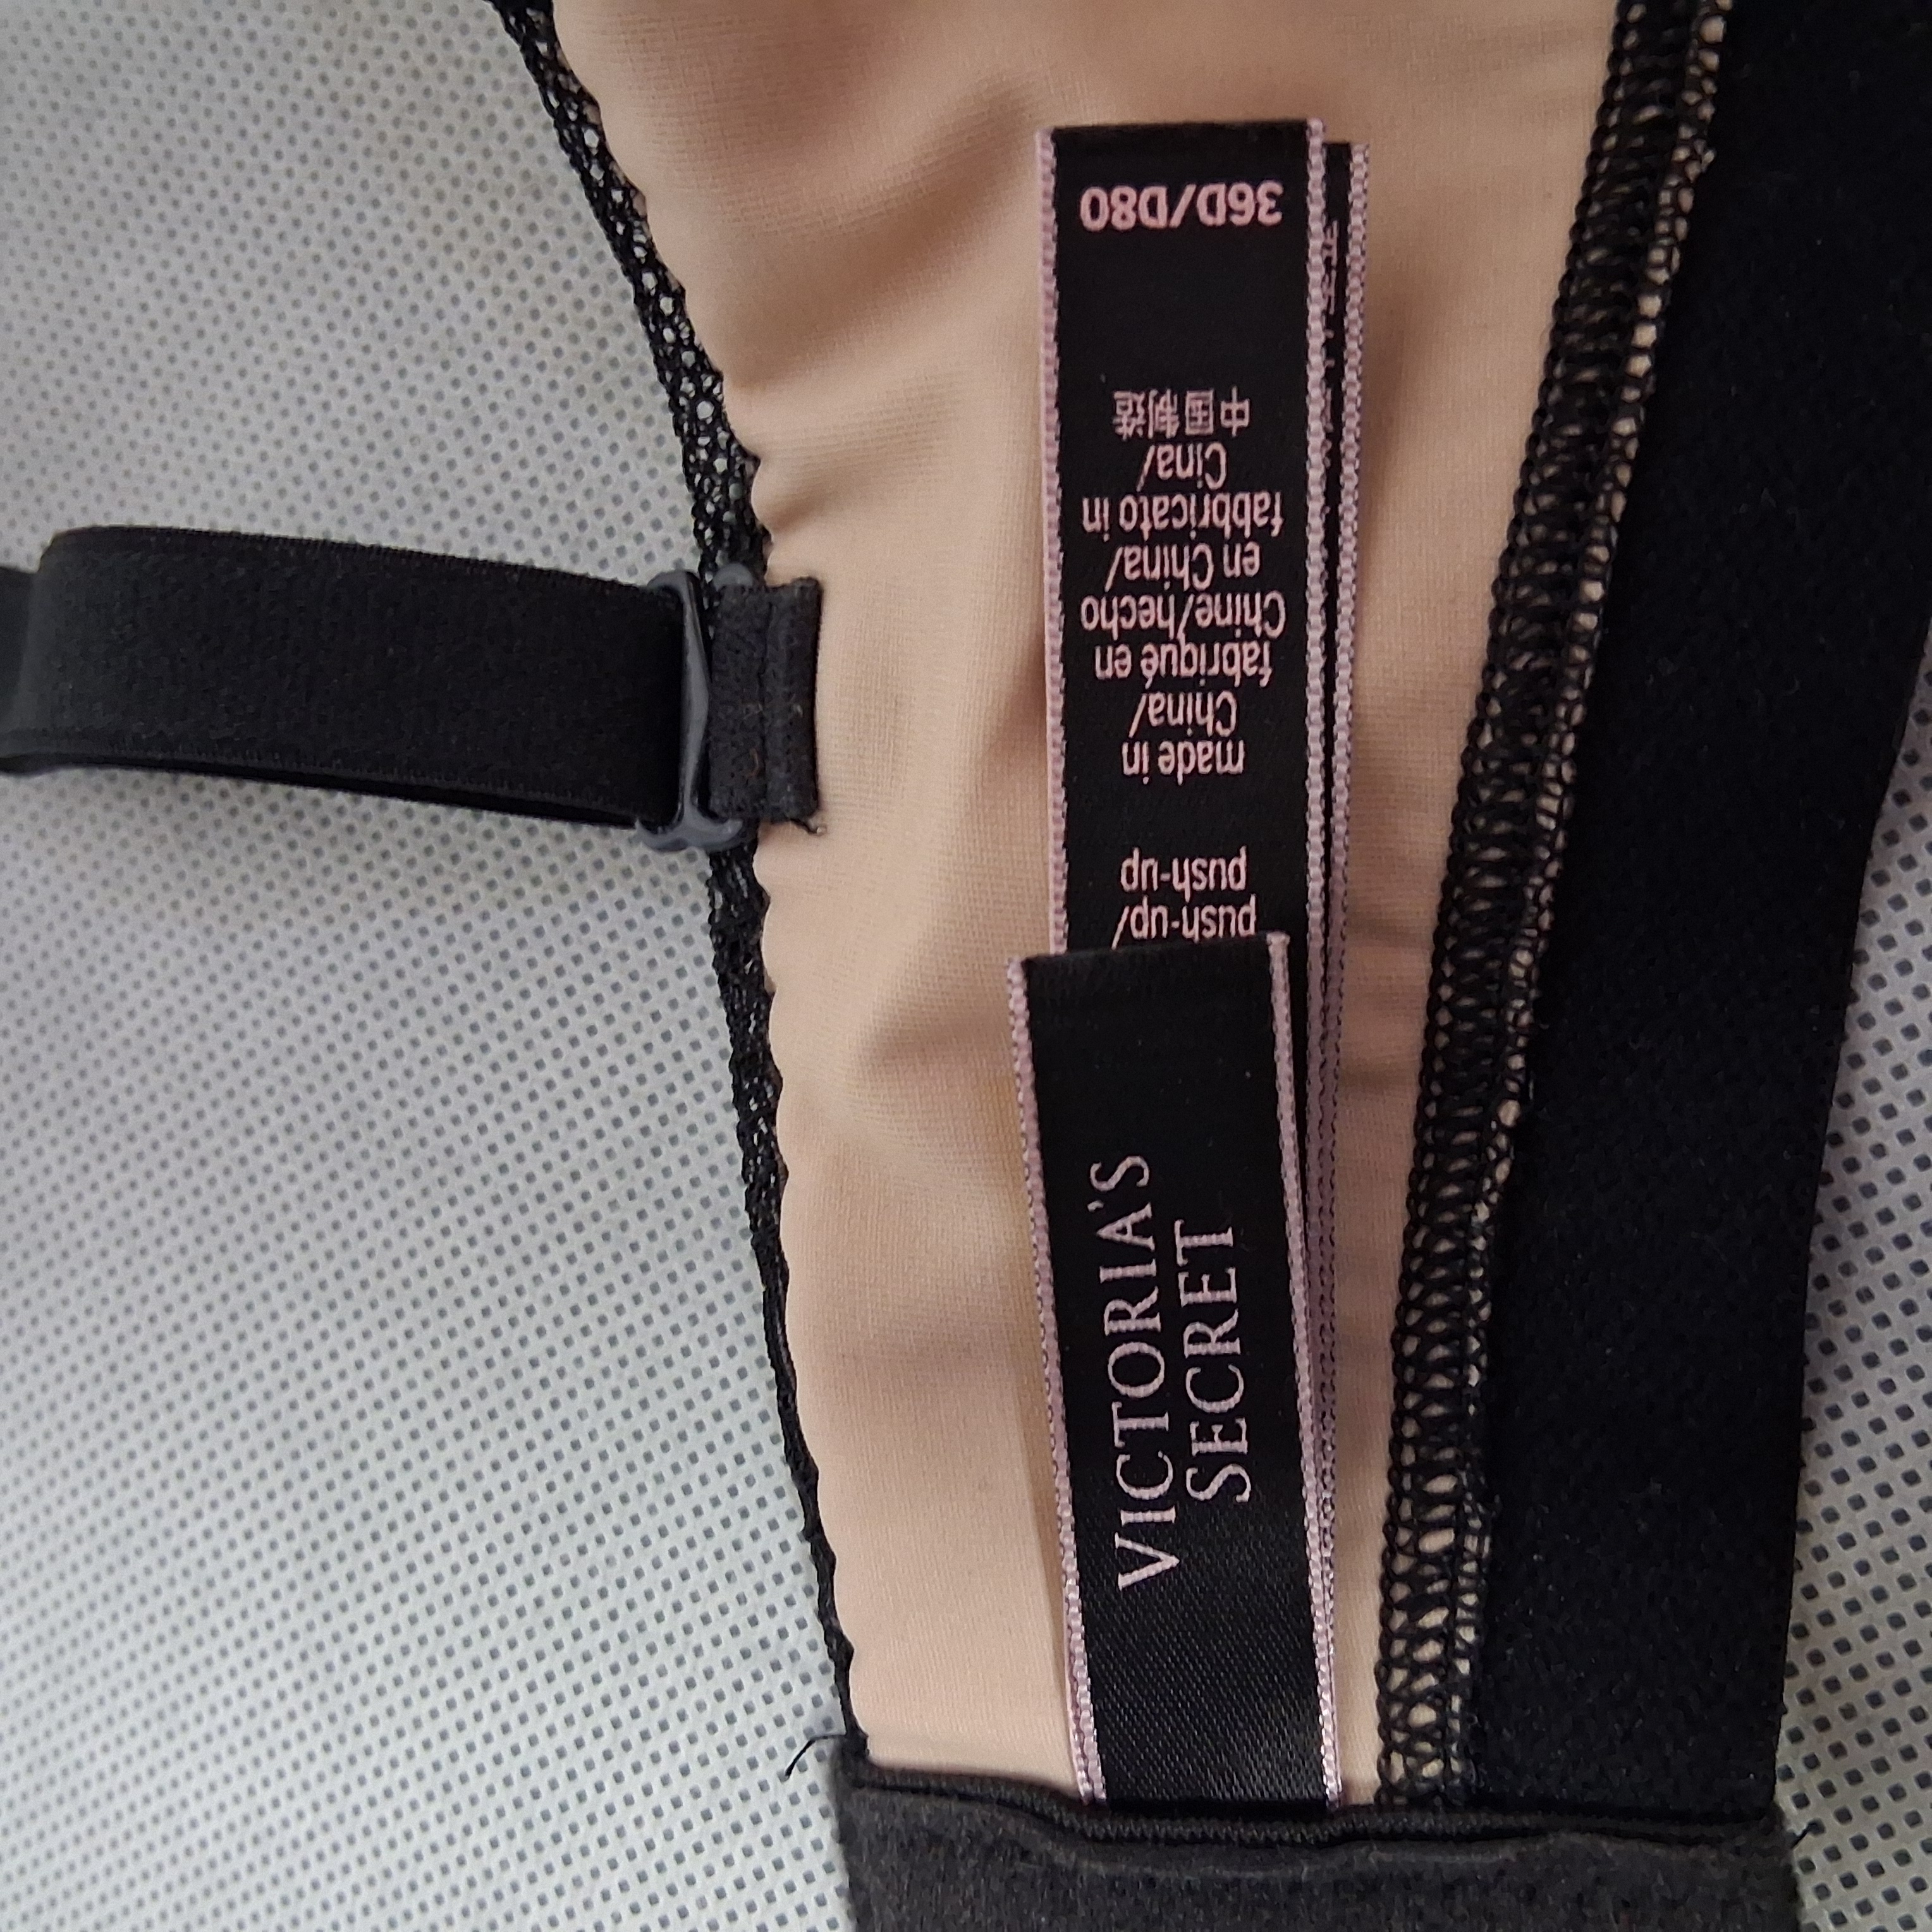 VICTORIA'S
SECRET
push-up/
push-up
made in
China/
fabriqué en
Chine/hecho
en China/
fabbricato in
Cina/
中国制造
36D/D80